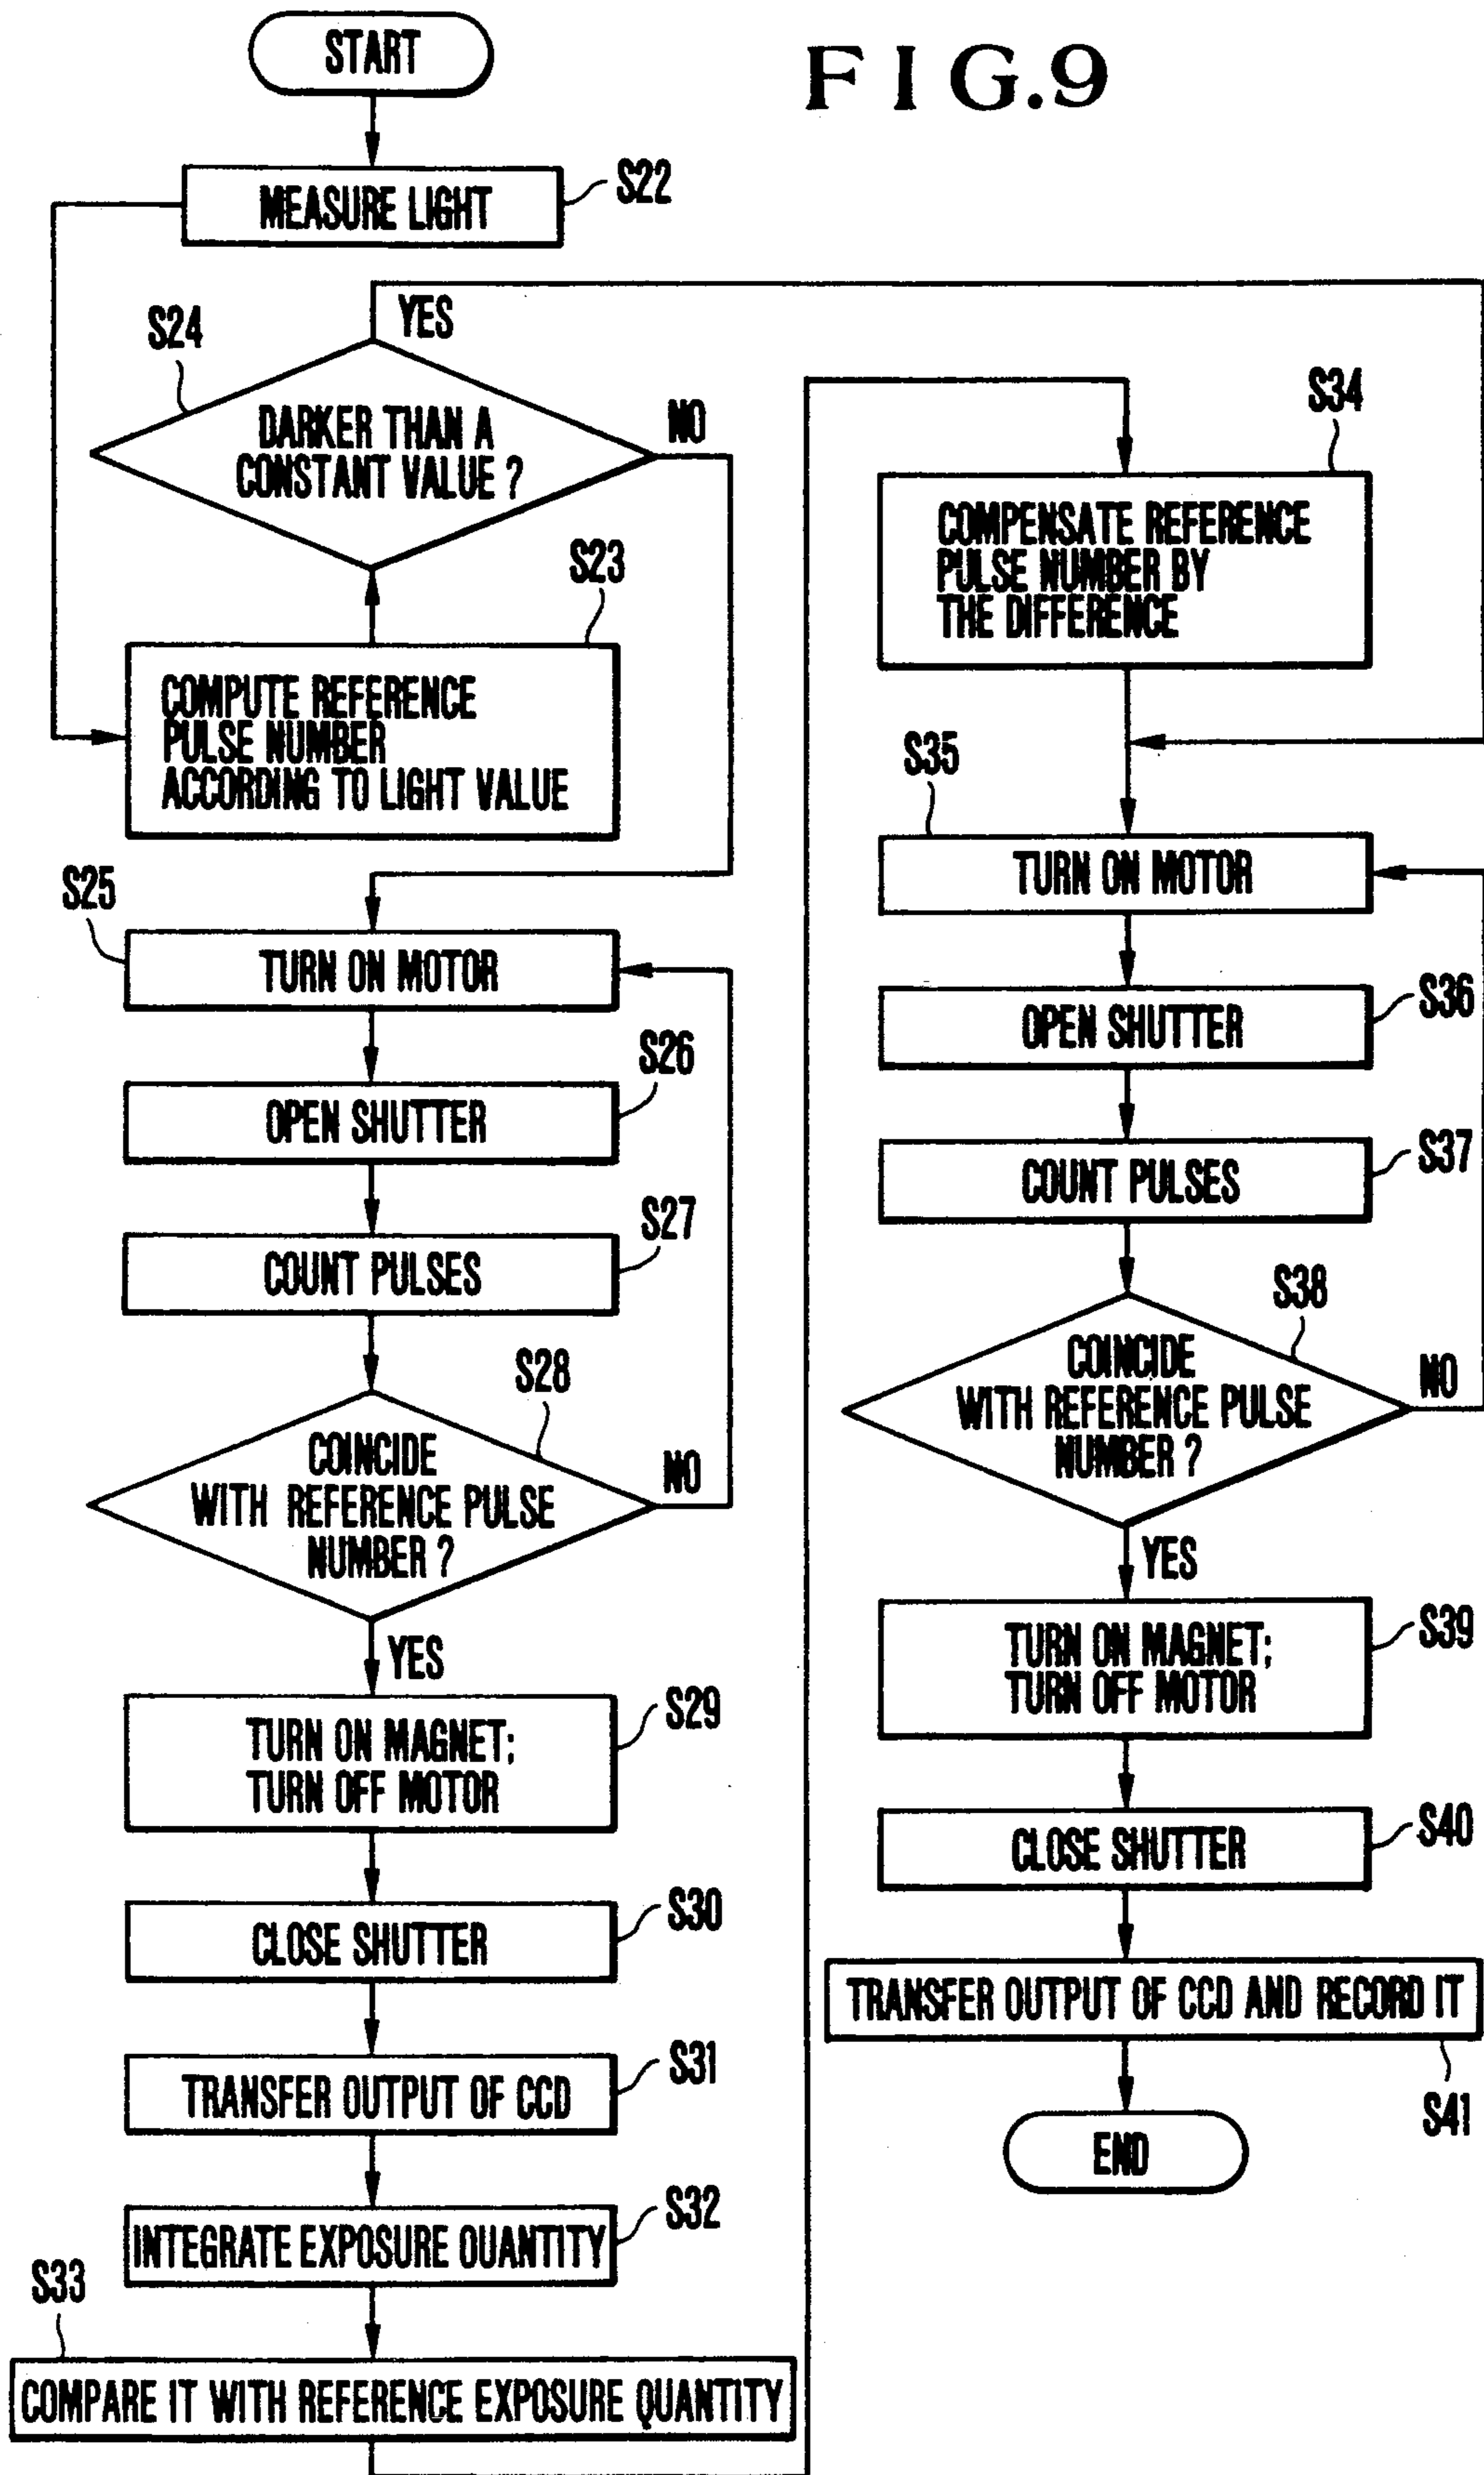 START
FIG.9
MEASURE LIGHT
S22
S24
YES
DARKER THAN A
CONSTANT VALUE ?
NO
S23
COMPUTE REFERENCE
PULSE NUMBER
ACCORDING TO LIGHT VALUE
S25
TURN ON MOTOR
S26
OPEN SHUTTER
S27
COUNT PULSES
S28
COINCIDE
WITH REFERENCE PULSE
NUMBER ?
NO
YES
S29
TURN ON MAGNET;
TURN OFF MOTOR
S30
CLOSE SHUTTER
S31
TRANSFER OUTPUT OF CCD
S32
INTEGRATE EXPOSURE QUANTITY
S33
COMPARE IT WITH REFERENCE EXPOSURE QUANTITY
S34
COMPENSATE REFERENCE
PULSE NUMBER BY
THE DIFFERENCE
S35
TURN ON MOTOR
S36
OPEN SHUTTER
S37
COUNT PULSES
S38
COINCIDE
WITH REFERENCE PULSE
NUMBER ?
NO
YES
S39
TURN ON MAGNET;
TURN OFF MOTOR
S40
CLOSE SHUTTER
TRANSFER OUTPUT OF CCD AND RECORD IT
S41
END